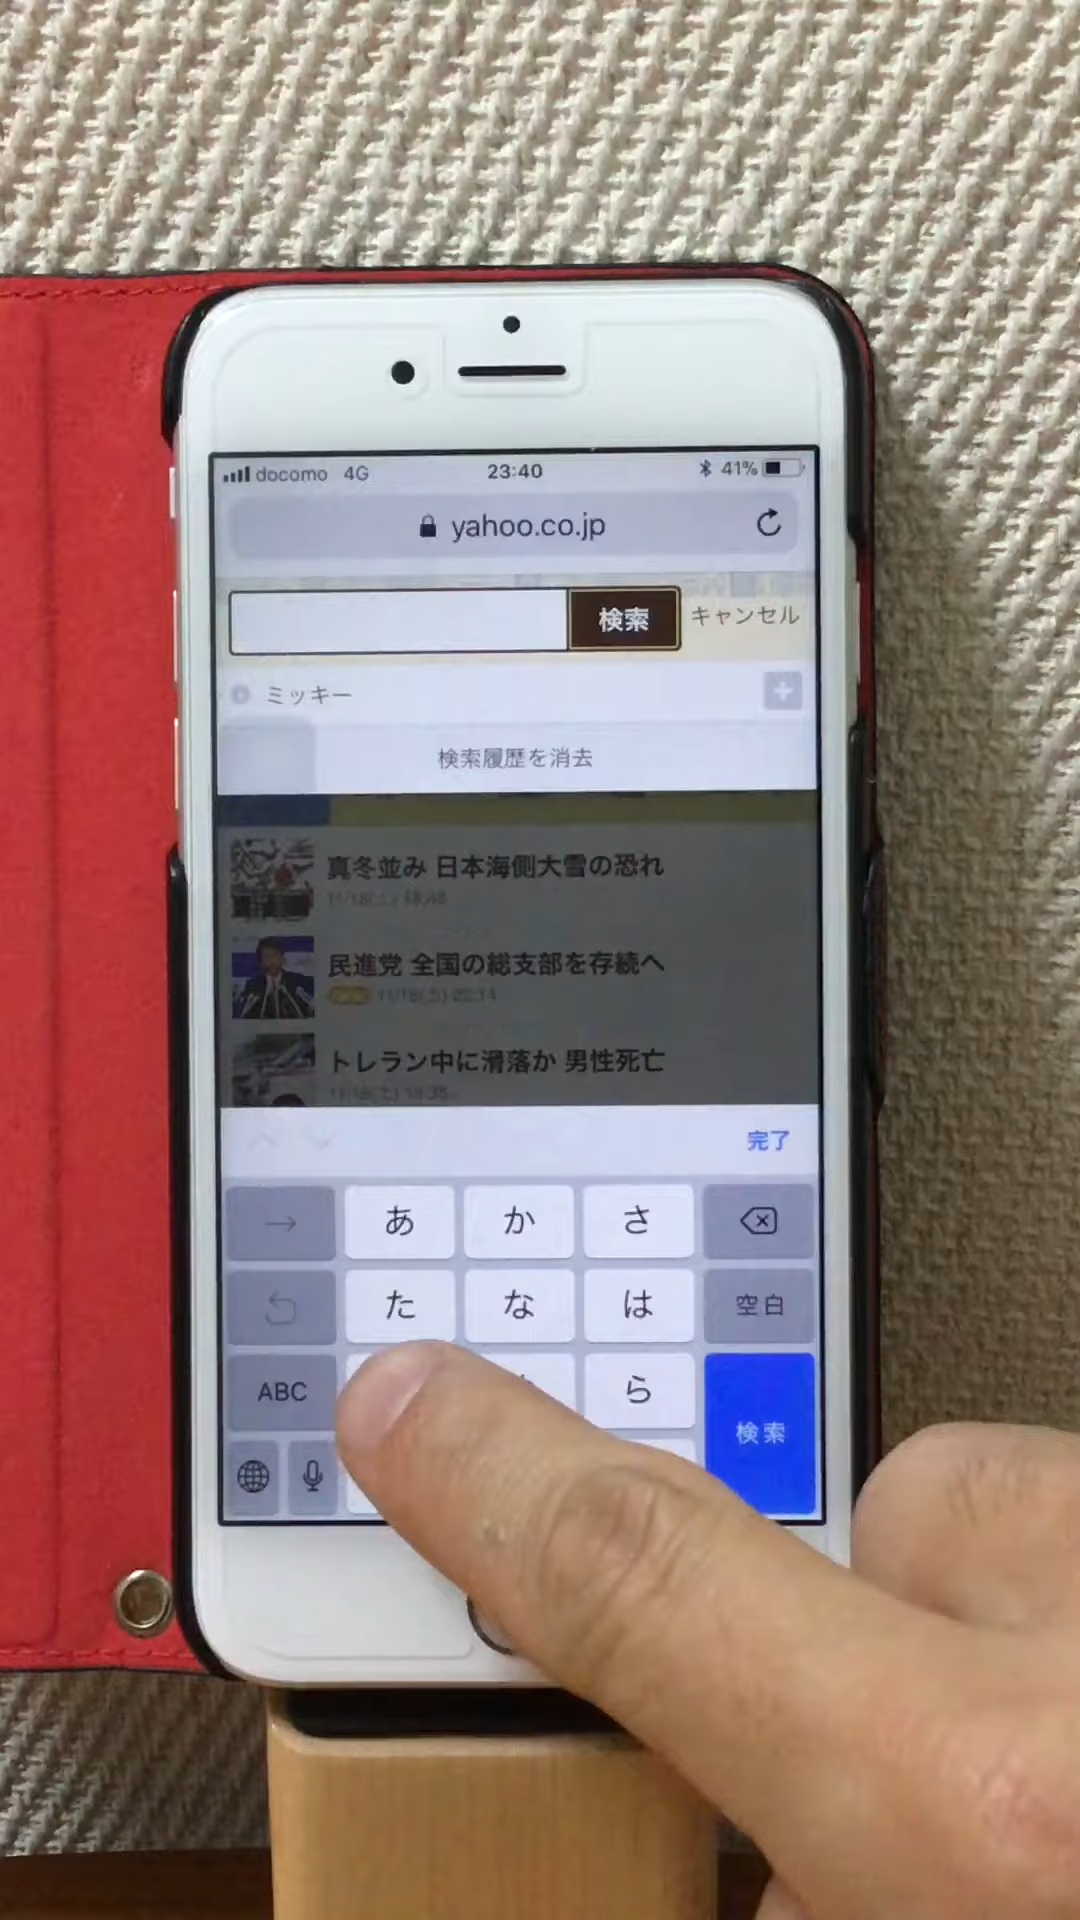 docomo 4G 23:40 41%
yahoo.co.jp
検索 キャンセル
ミッキー
検索履歴を消去
真冬並み 日本海側大雪の恐れ
民進党 全国の総支部を存続へ
トレラン中に滑落か 男性死亡
完了
→ あ か さ
た な は 空白
ABC ら 検索